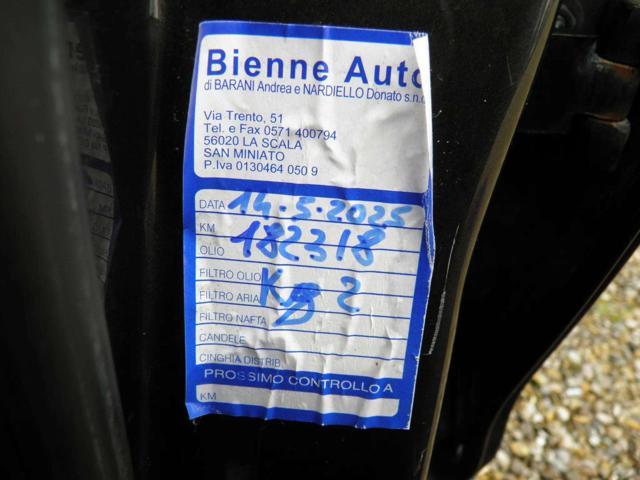 Bienne Auto
di BARANI Andrea e NARDIELLO Donato s.n.c
Via Trento, 51
Tel. e Fax 0571 400794
56020 LA SCALA
SAN MINIATO
P.Iva 0130464 050 9
DATA 14.5.2025
KM 182318
OLIO
FILTRO OLIO
FILTRO ARIA
FILTRO NAFTA
CANDELE
CINGHIA DISTRIB.
PROSSIMO CONTROLLO A
KM